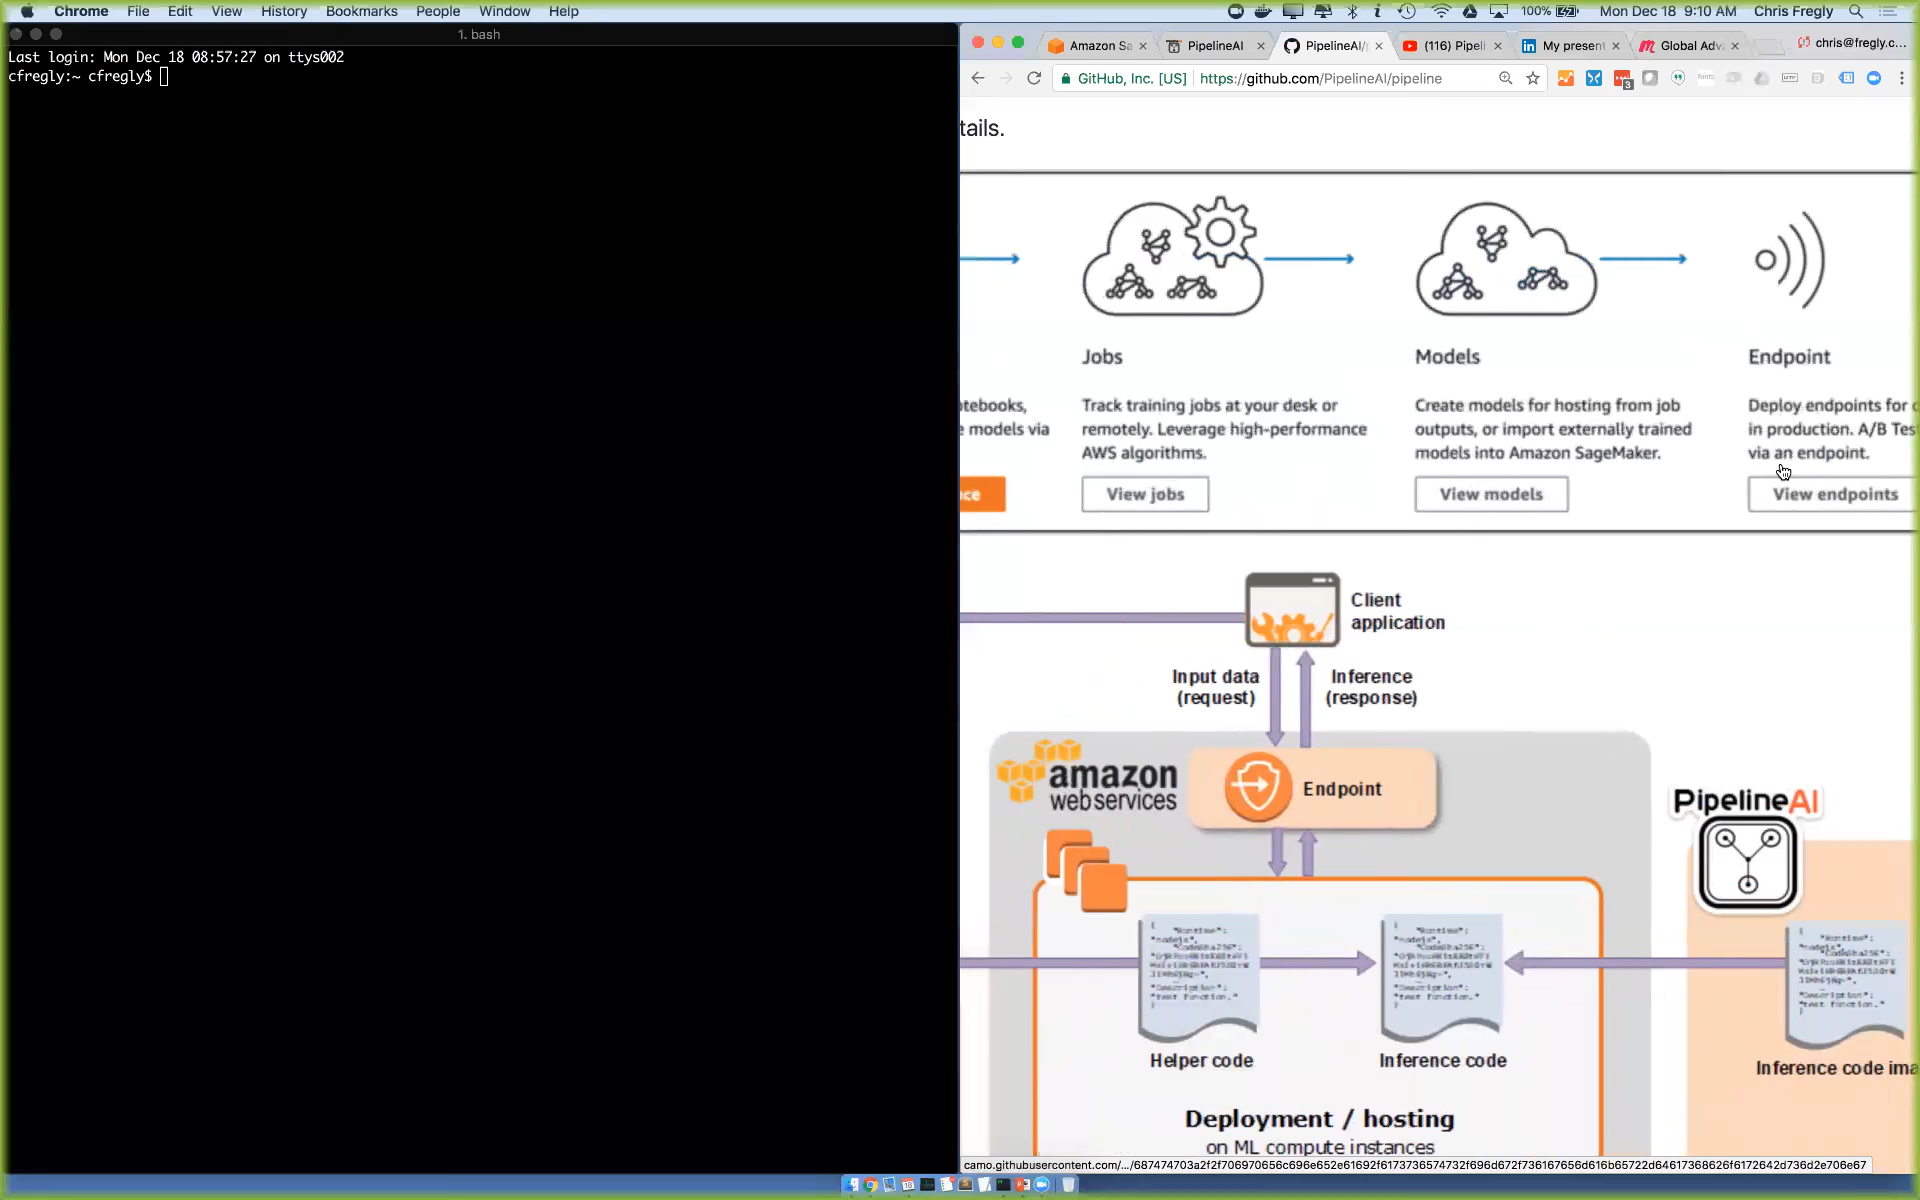 Chrome File Edit View History Bookmarks People Window Help
100% Mon Dec 18 9:10 AM Chris Fregly
1. bash
Last login: Mon Dec 18 08:57:27 on ttys002
cfregly:~ cfregly$
Amazon Sa
PipelineAI
PipelineAI/
(116) Pipeli
My present
Global Adv
chris@fregly.c...
GitHub, Inc. [US]
https://github.com/PipelineAI/pipeline
3
tails.
Jobs
Models
Endpoint
otebooks,
e models via
Track training jobs at your desk or
remotely. Leverage high-performance
AWS algorithms.
Create models for hosting from job
outputs, or import externally trained
models into Amazon SageMaker.
Deploy endpoints for
in production. A/B Tes
via an endpoint.
View jobs
View models
View endpoints
Client
application
Input data
(request)
Inference
(response)
amazon
webservices
Endpoint
PipelineAI
Helper code
Inference code
Inference code ima
Deployment / hosting
on ML compute instances